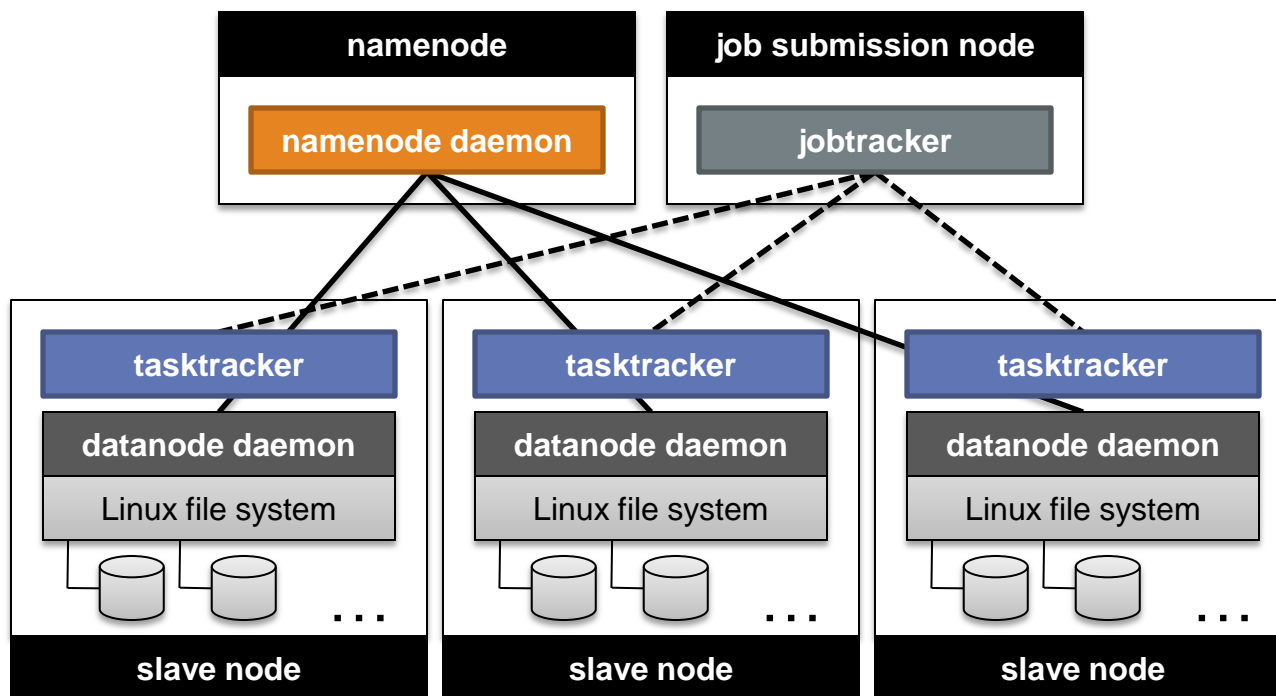 namenode
job submission node
namenode daemon
jobtracker
tasktracker
tasktracker
tasktracker
datanode daemon
datanode daemon
datanode daemon
Linux file system
Linux file system
Linux file system
...
...
...
slave node
slave node
slave node